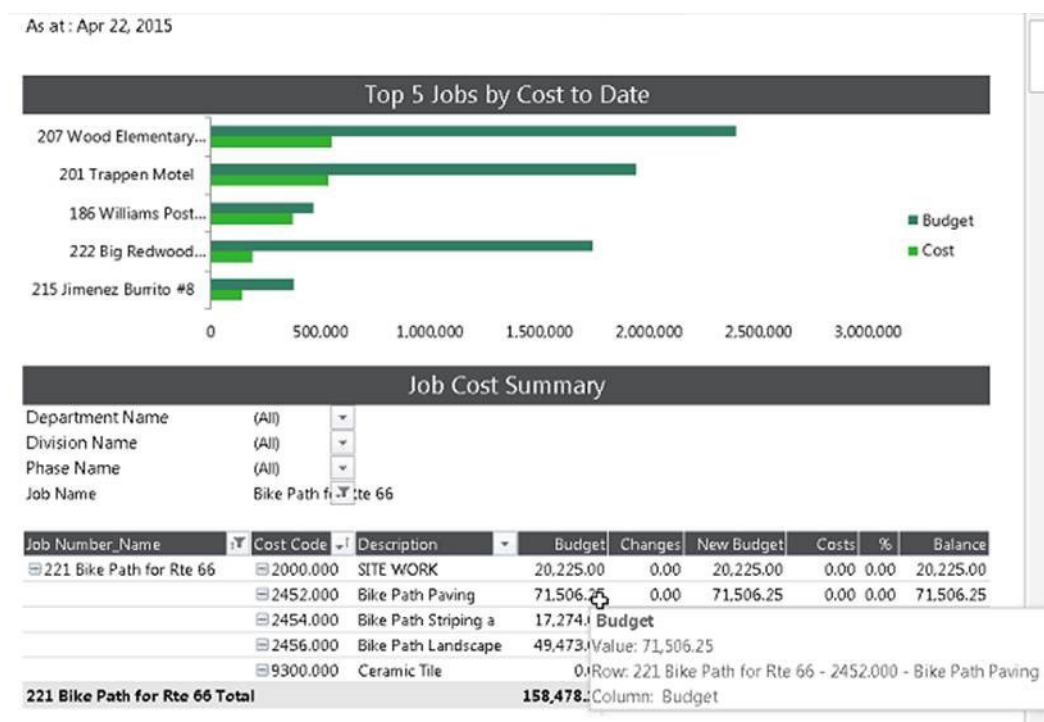 As at : Apr 22, 2015
Top 5 Jobs by Cost to Date
207 Wood Elementary...
201 Trappen Motel
186 Williams Post...
222 Big Redwood...
215 Jimenez Burrito #8
Budget
Cost
0 500,000 1,000,000 1,500,000 2,000,000 2,500,000 3,000,000
Job Cost Summary
Department Name (All)
Division Name (All)
Phase Name (All)
Job Name Bike Path f te 66
Job Number_Name Cost Code Description Budget Changes New Budget Costs % Balance
221 Bike Path for Rte 66 2000.000 SITE WORK 20,225.00 0.00 20,225.00 0.00 0.00 20,225.00
2452.000 Bike Path Paving 71,506.25 0.00 71,506.25 0.00 0.00 71,506.25
2454.000 Bike Path Striping a 17,274. Budget
2456.000 Bike Path Landscape 49,473. Value: 71,506.25
9300.000 Ceramic Tile 0. Row: 221 Bike Path for Rte 66 - 2452.000 - Bike Path Paving
221 Bike Path for Rte 66 Total 158,478. Column: Budget